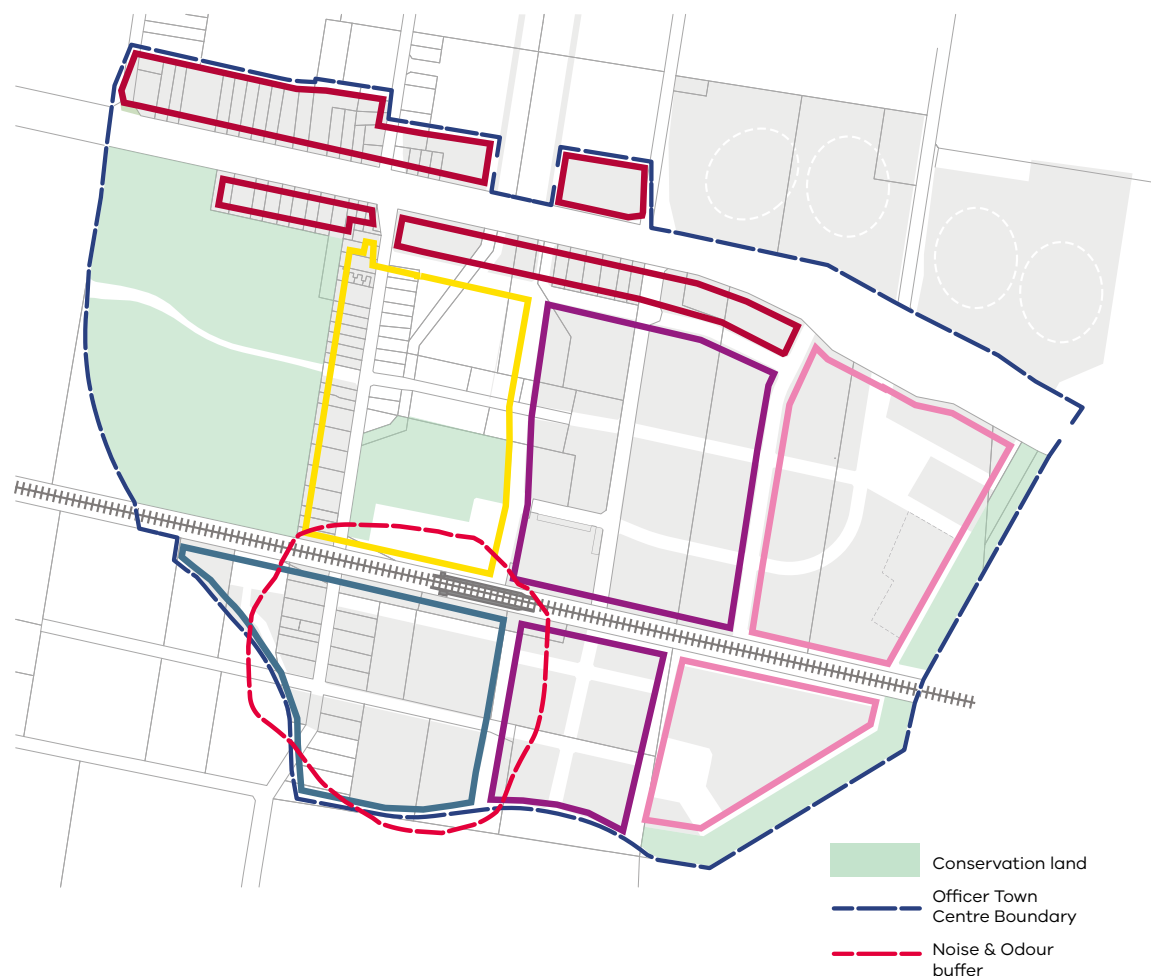 Conservation land
Officer Town
Centre Boundary
Noise & Odour
buffer